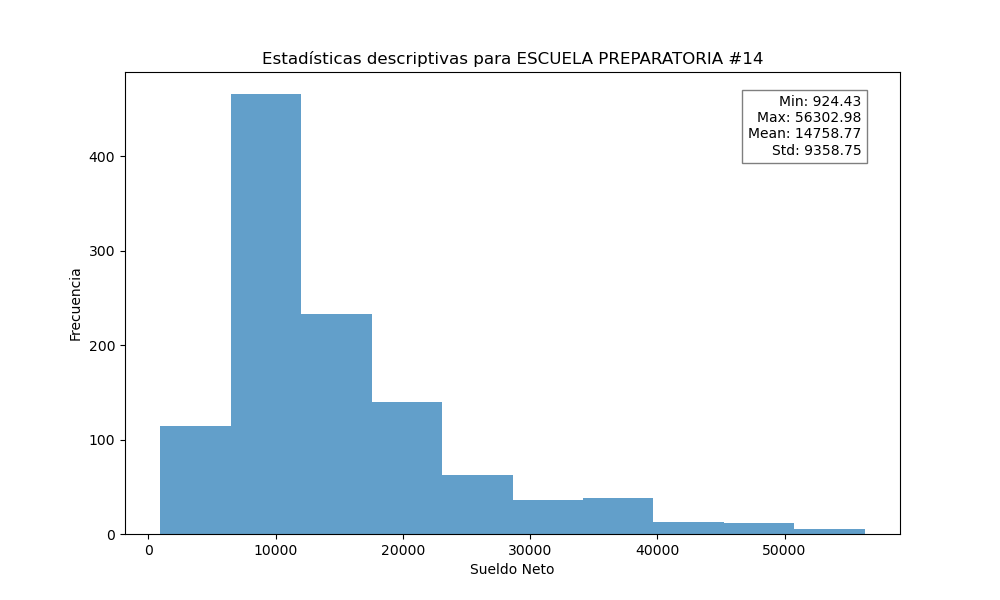 Estadísticas descriptivas para ESCUELA PREPARATORIA #14
Min: 924.43
Max: 56302.98
Mean: 14758.77
Std: 9358.75
400
300
200
100
0
Frecuencia
0 10000 20000 30000 40000 50000
Sueldo Neto